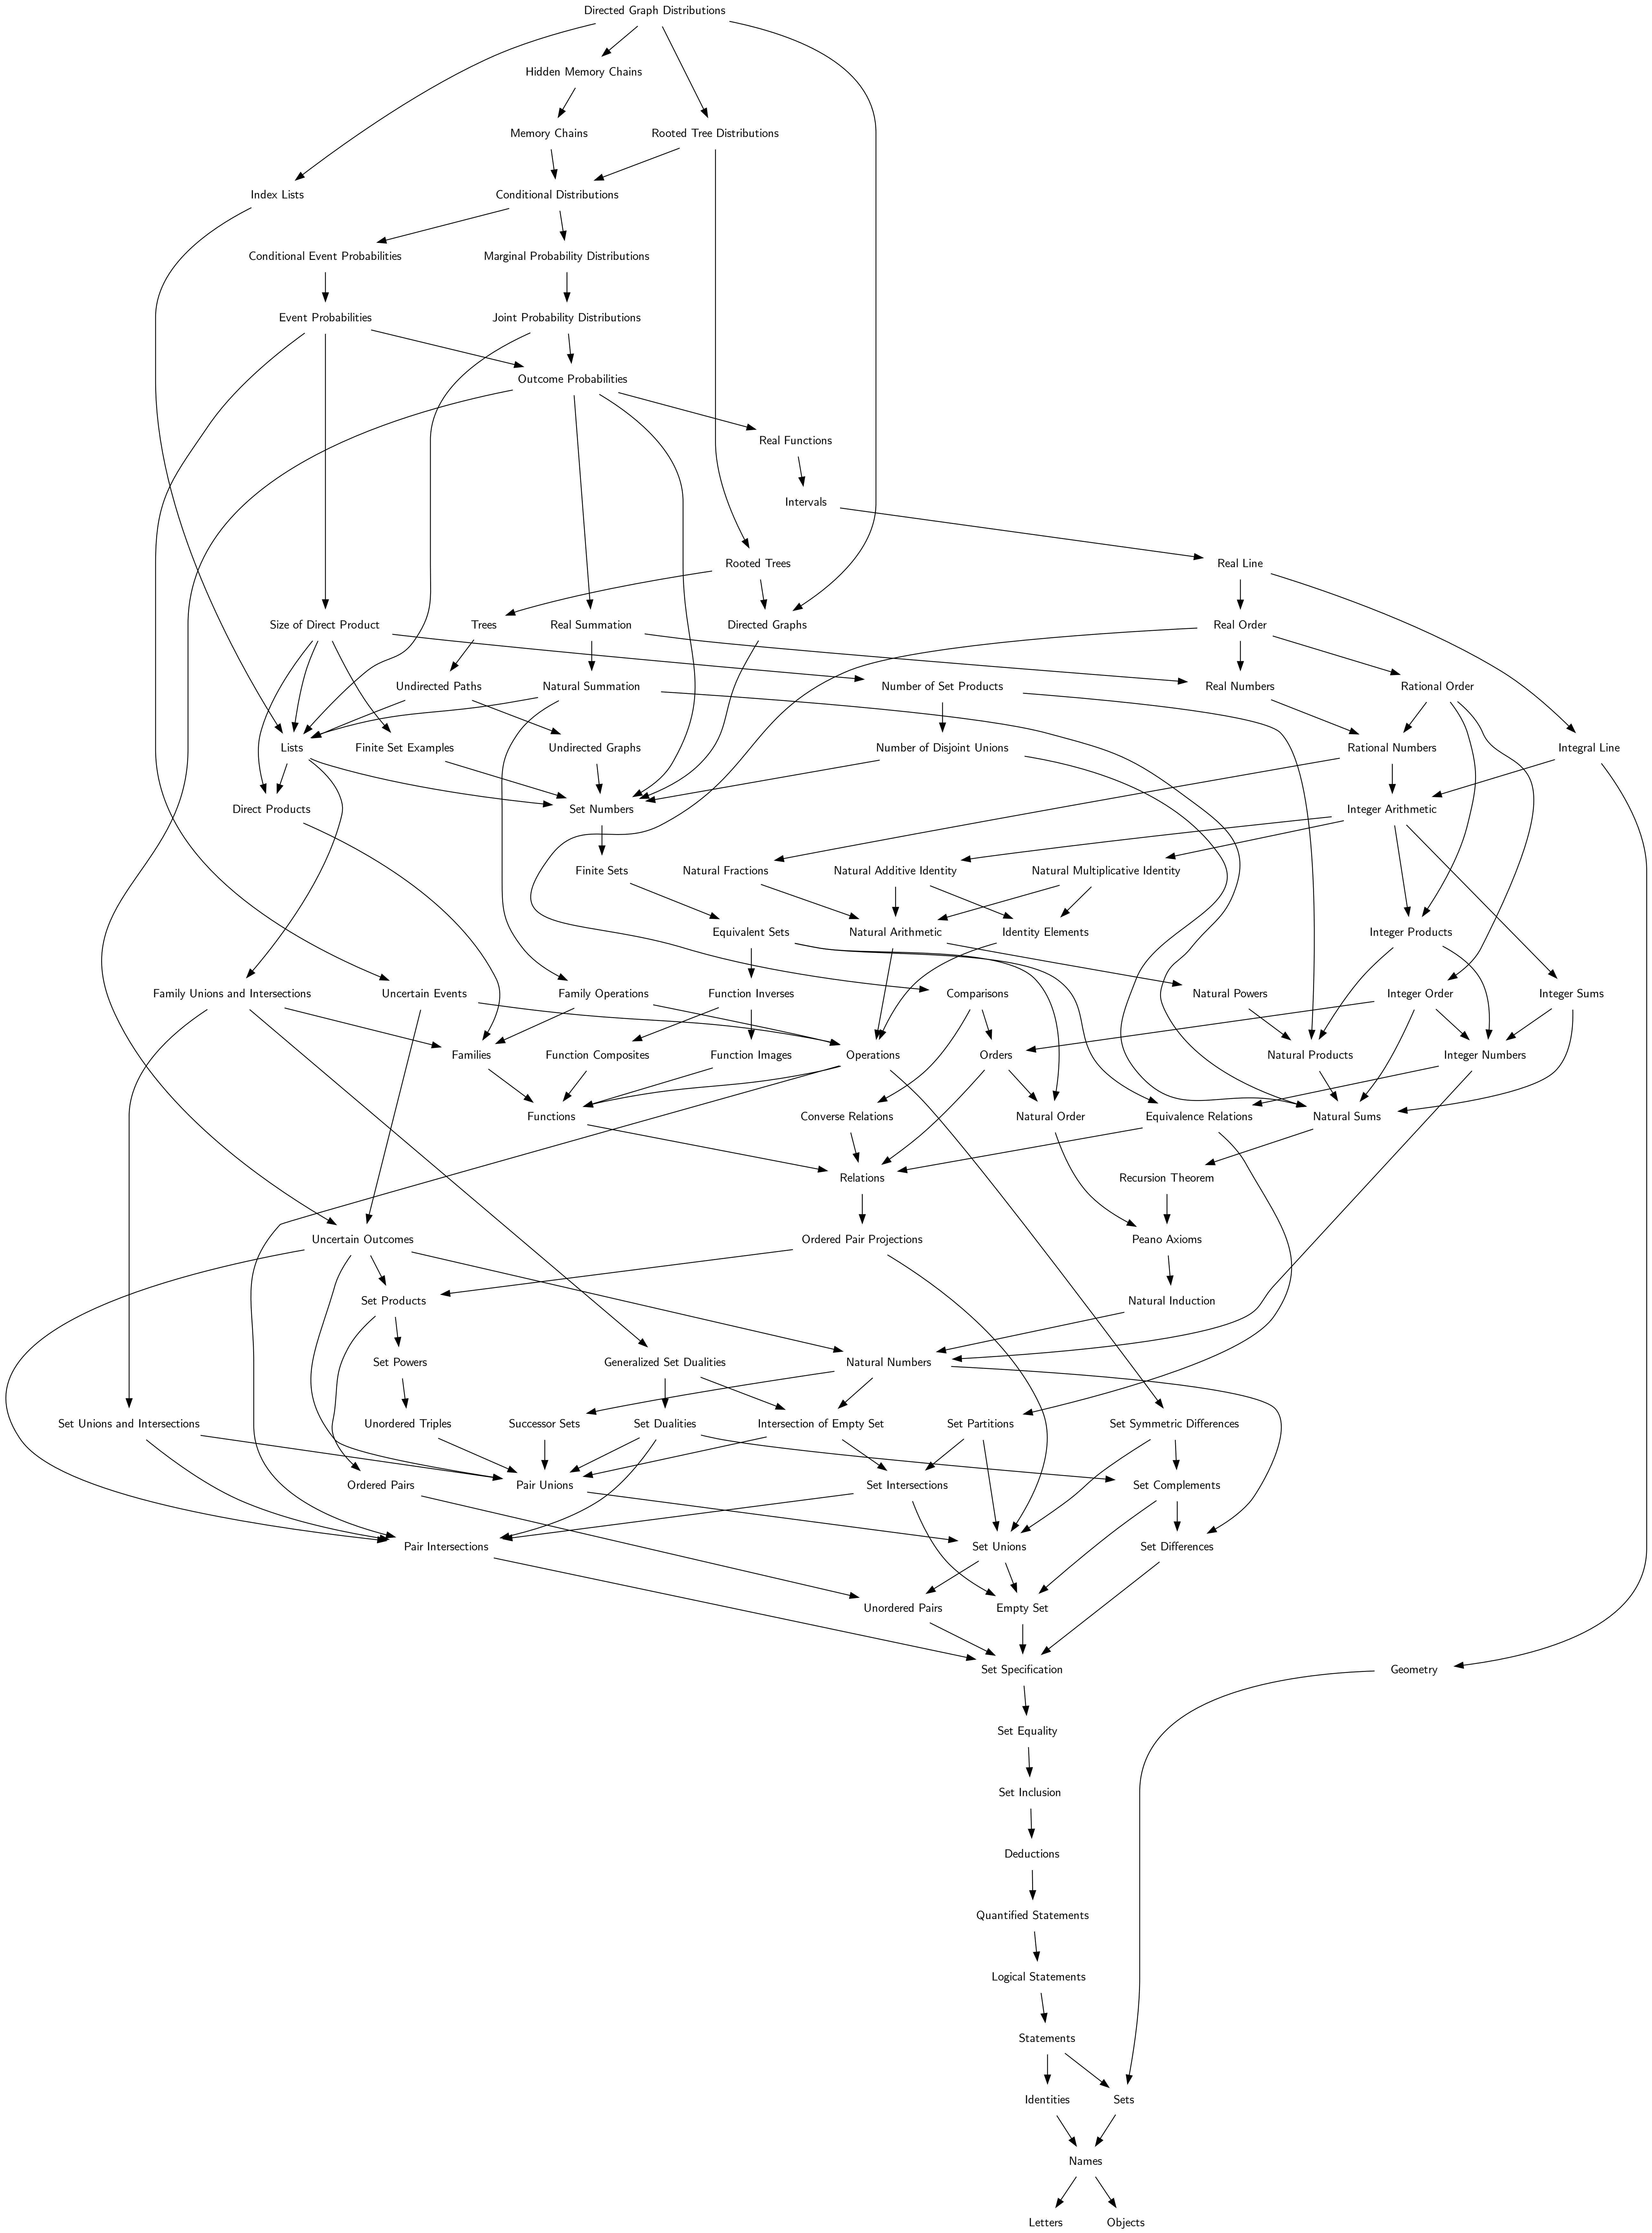 Directed Graph Distributions
Hidden Memory Chains
Memory Chains
Rooted Tree Distributions
Index Lists
Conditional Distributions
Conditional Event Probabilities
Marginal Probability Distributions
Event Probabilities
Joint Probability Distributions
Outcome Probabilities
Real Functions
Intervals
Rooted Trees
Real Line
Size of Direct Product
Trees
Real Summation
Directed Graphs
Real Order
Undirected Paths
Natural Summation
Number of Set Products
Real Numbers
Rational Order
Lists
Finite Set Examples
Undirected Graphs
Number of Disjoint Unions
Rational Numbers
Integral Line
Direct Products
Set Numbers
Integer Arithmetic
Finite Sets
Natural Fractions
Natural Additive Identity
Natural Multiplicative Identity
Equivalent Sets
Natural Arithmetic
Identity Elements
Integer Products
Family Unions and Intersections
Uncertain Events
Family Operations
Function Inverses
Comparisons
Natural Powers
Integer Order
Integer Sums
Families
Function Composites
Function Images
Operations
Orders
Natural Products
Integer Numbers
Functions
Converse Relations
Natural Order
Equivalence Relations
Natural Sums
Relations
Recursion Theorem
Uncertain Outcomes
Ordered Pair Projections
Peano Axioms
Set Products
Natural Induction
Set Powers
Generalized Set Dualities
Natural Numbers
Set Unions and Intersections
Unordered Triples
Successor Sets
Set Dualities
Intersection of Empty Set
Set Partitions
Set Symmetric Differences
Ordered Pairs
Pair Unions
Set Intersections
Set Complements
Pair Intersections
Set Unions
Set Differences
Unordered Pairs
Empty Set
Set Specification
Geometry
Set Equality
Set Inclusion
Deductions
Quantified Statements
Logical Statements
Statements
Identities
Sets
Names
Letters
Objects